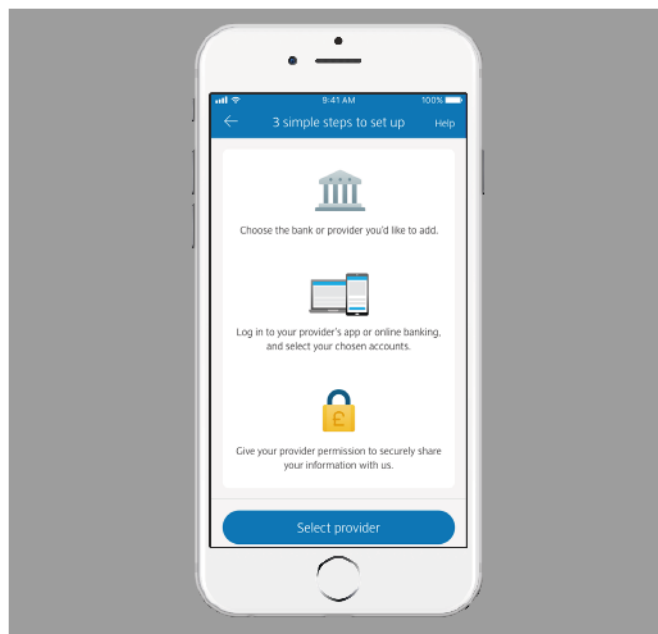 9:41 AM
100%
3 simple steps to set up
Help
Choose the bank or provider you'd like to add.
Log in to your provider's app or online banking,
and select your chosen accounts.
£
Give your provider permission to securely share
your information with us.
Select provider